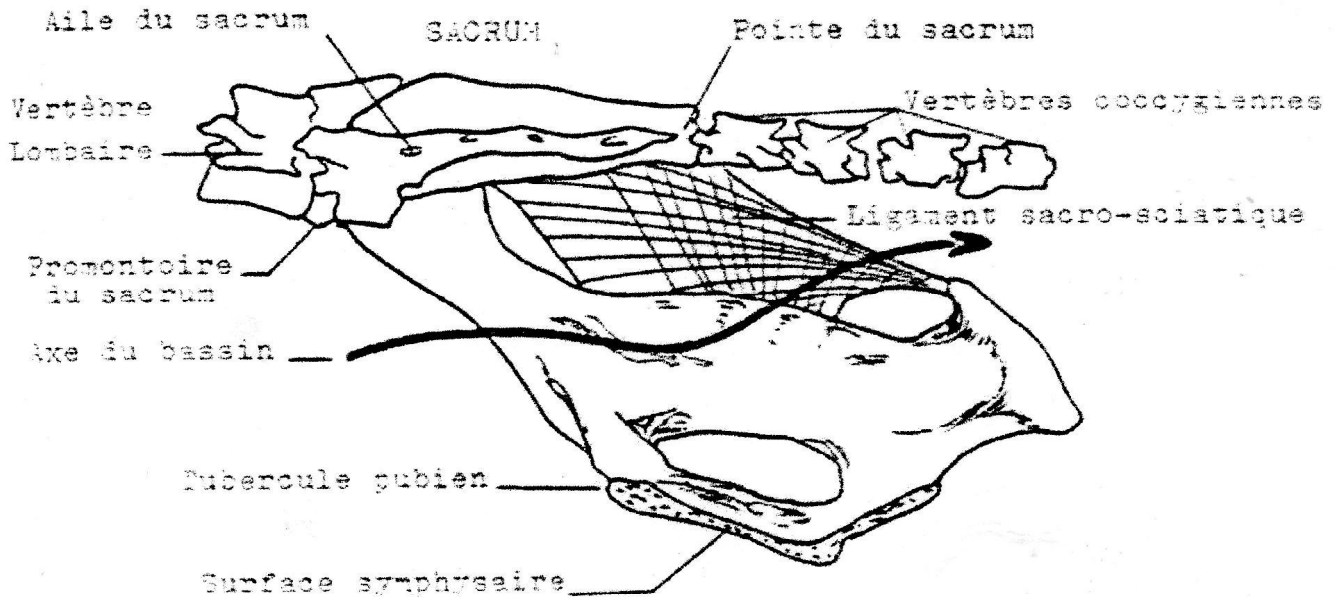 Aile du sacrum
SACRUM
Pointe du sacrum
Vertèbre
Lombaire
Vertèbres coccygiennes
Ligament sacro-sciatique
Promontoire
du sacrum
Axe du bassin
Tubercule pubien
Surface symphysaire